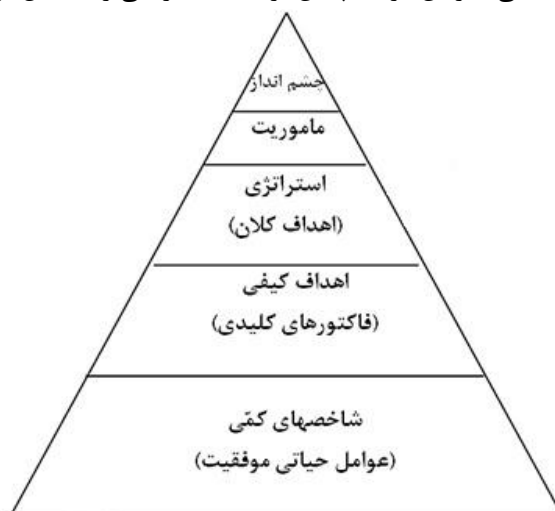 چشم انداز
ماموریت
استراتژی
(اهداف کلان)
اهداف کیفی
(فاکتورهای کلیدی)
شاخصهای کمّی
(عوامل حیاتی موفقیت)